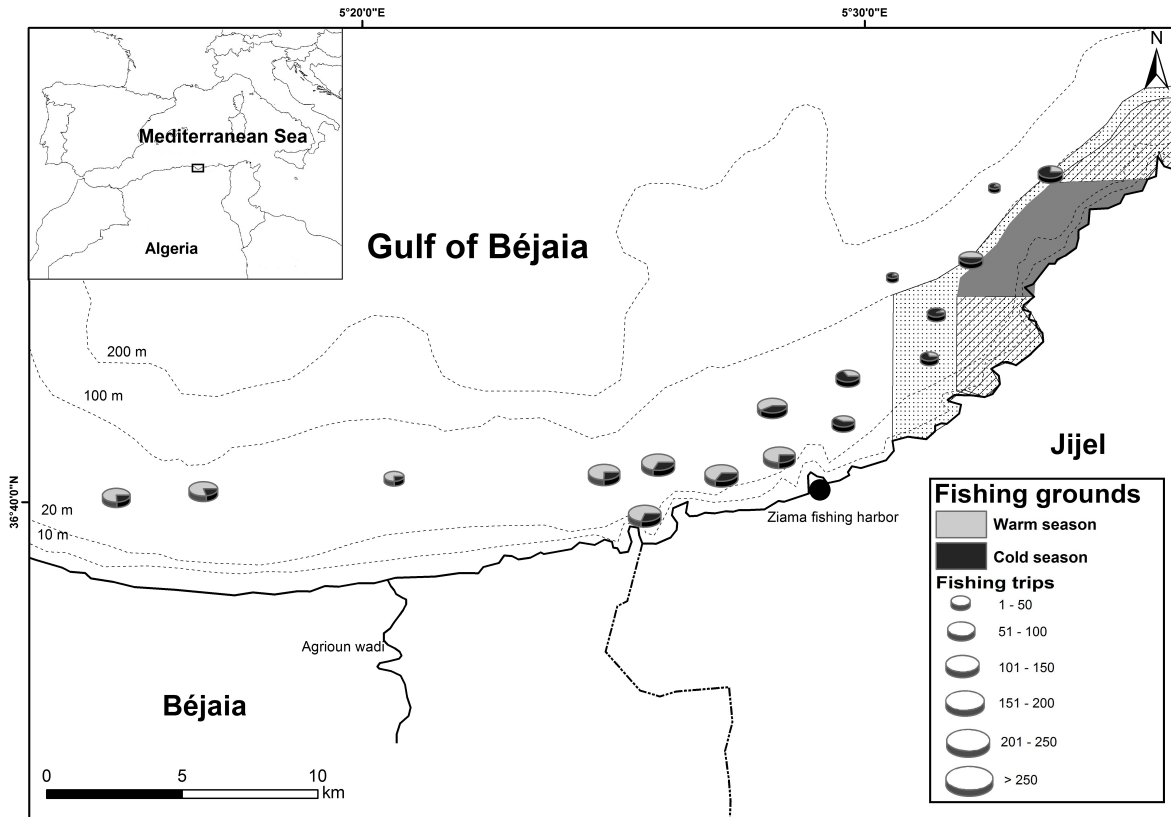 5°20'0"E
5°30'0"E
N
Mediterranean Sea
Algeria
Gulf of Béjaia
200 m
100 m
Jijel
36°40'0"N
20 m
10 m
Ziama fishing harbor
Agrioun wadi
Béjaia
0 5 10
km
Fishing grounds
Warm season
Cold season
Fishing trips
1 - 50
51 - 100
101 - 150
151 - 200
201 - 250
> 250